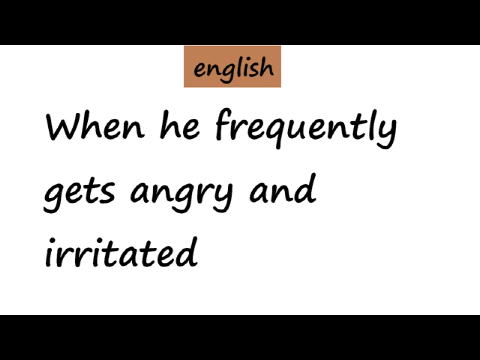 english
When he frequently
gets angry and
irritated